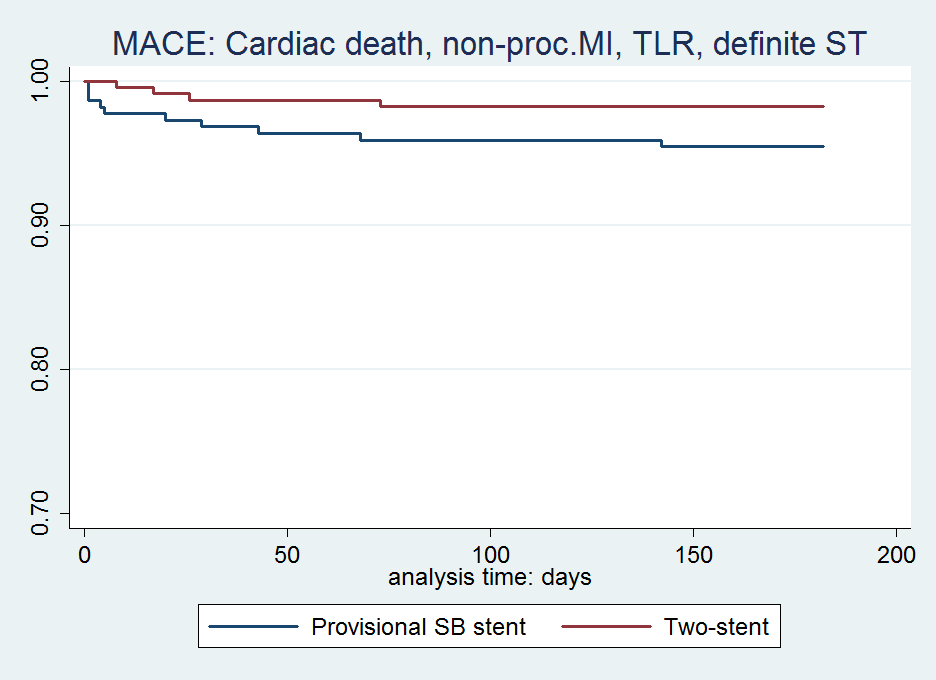 MACE: Cardiac death, non-proc.MI, TLR, definite ST
1.00
0.90
0.80
0.70
0 50 100 150 200
analysis time: days
Provisional SB stent Two-stent